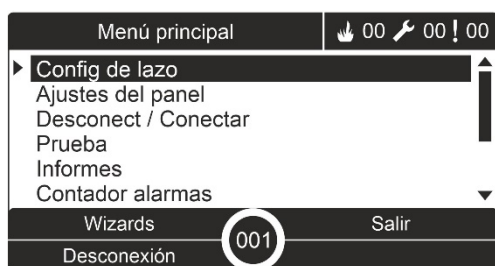 Menú principal 00 00 00
Config de lazo
Ajustes del panel
Desconect / Conectar
Prueba
Informes
Contador alarmas
Wizards Salir
001
Desconexión